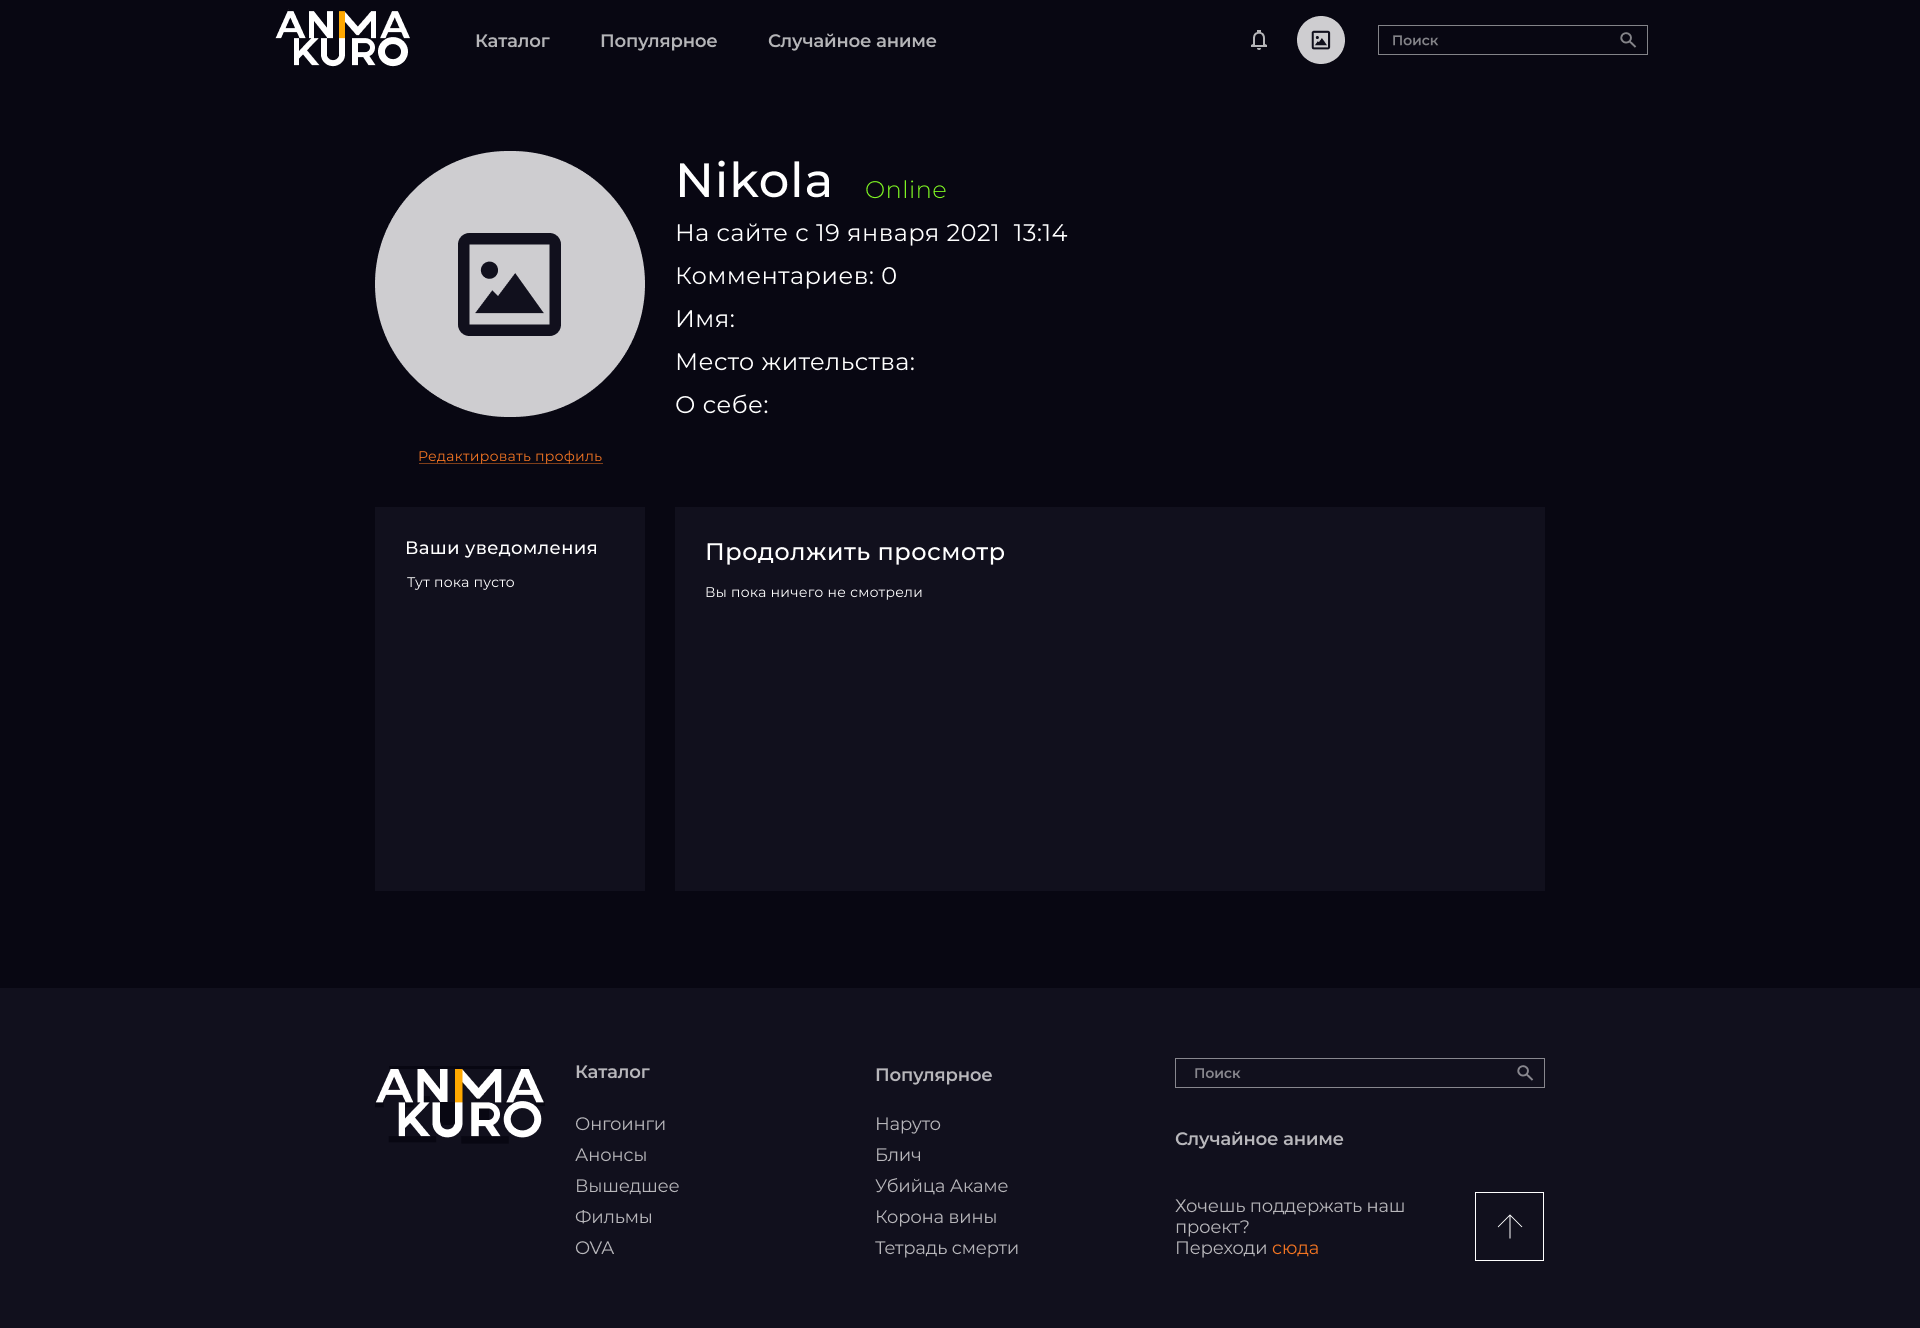 ANIMA
KURO
Каталог
Популярное
Случайное аниме
Поиск
Nikola
Online
На сайте с 19 января 2021  13:14
Комментариев: 0
Имя:
Место жительства:
О себе:
Редактировать профиль
Ваши уведомления
Тут пока пусто
Продолжить просмотр
Вы пока ничего не смотрели
ANIMA
KURO
Каталог
Онгоинги
Анонсы
Вышедшее
Фильмы
OVA
Популярное
Наруто
Блич
Убийца Акаме
Корона вины
Тетрадь смерти
Поиск
Случайное аниме
Хочешь поддержать наш
проект?
Переходи сюда